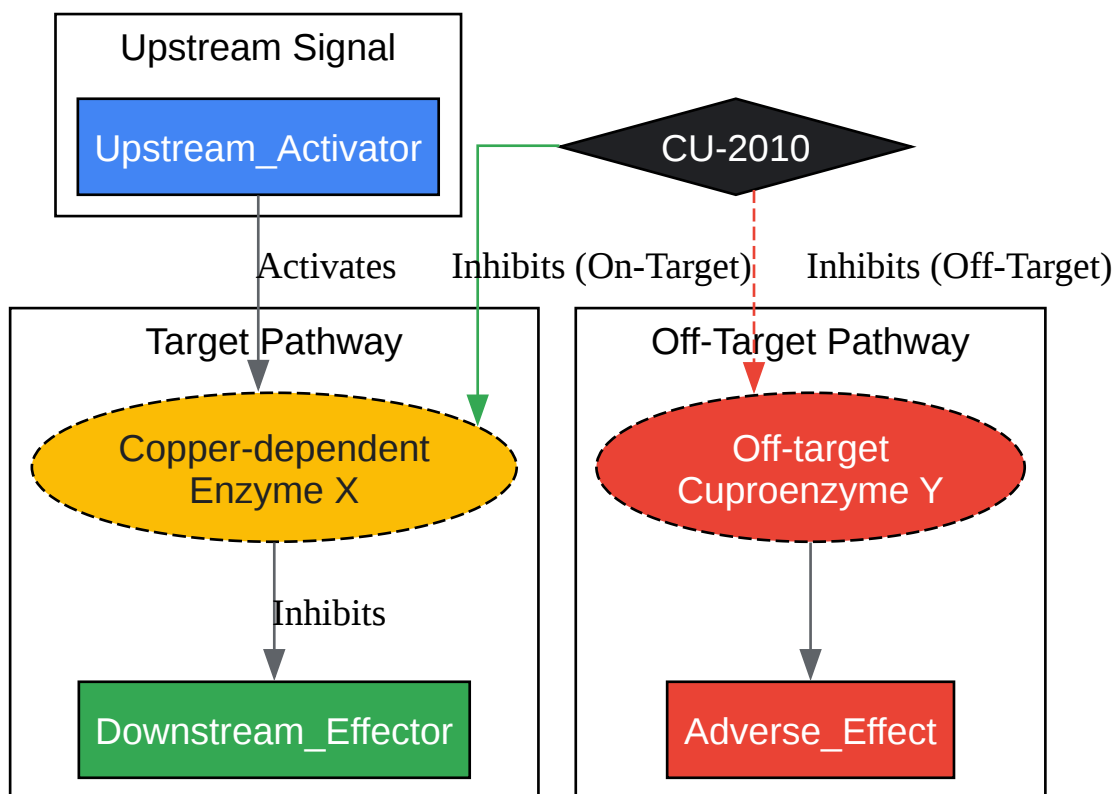 Upstream Signal
Upstream_Activator
CU-2010
Activates
Inhibits (On-Target)
Inhibits (Off-Target)
Target Pathway
Off-Target Pathway
Copper-dependent
Enzyme X
Off-target
Cuproenzyme Y
Inhibits
Downstream_Effector
Adverse_Effect